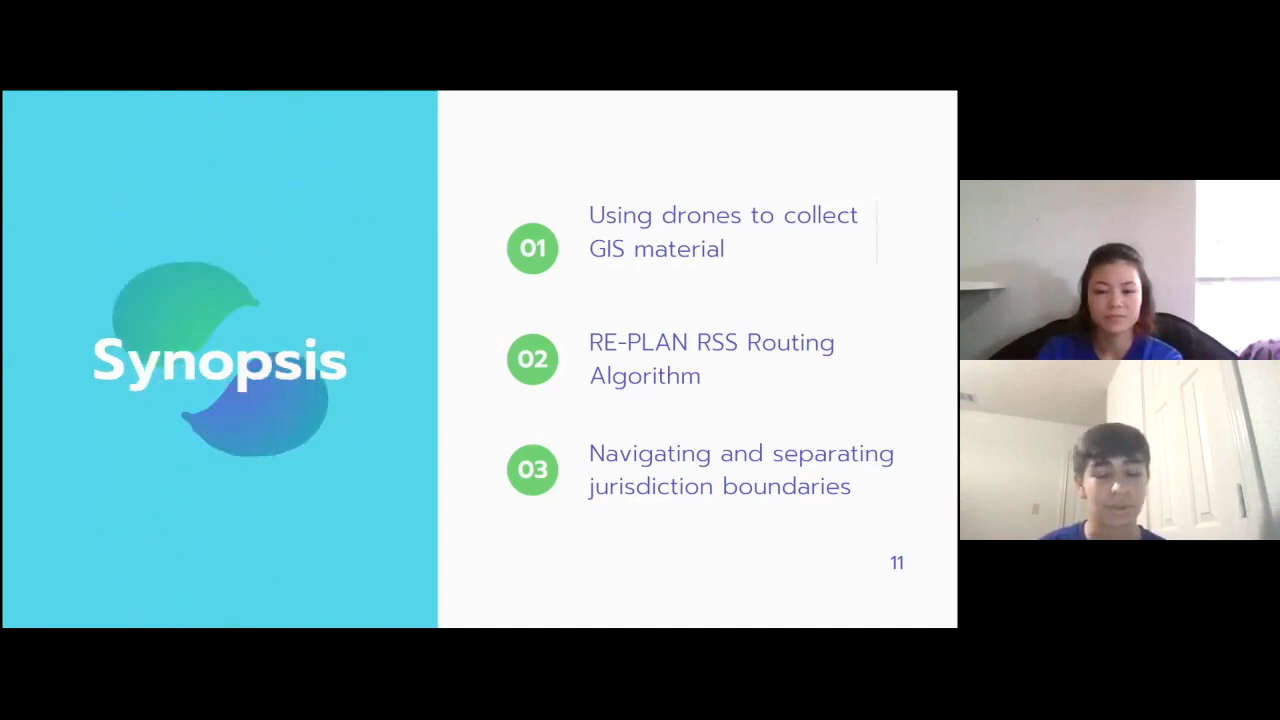 Synopsis
01
Using drones to collect
GIS material
02
RE-PLAN RSS Routing
Algorithm
03
Navigating and separating
jurisdiction boundaries
11